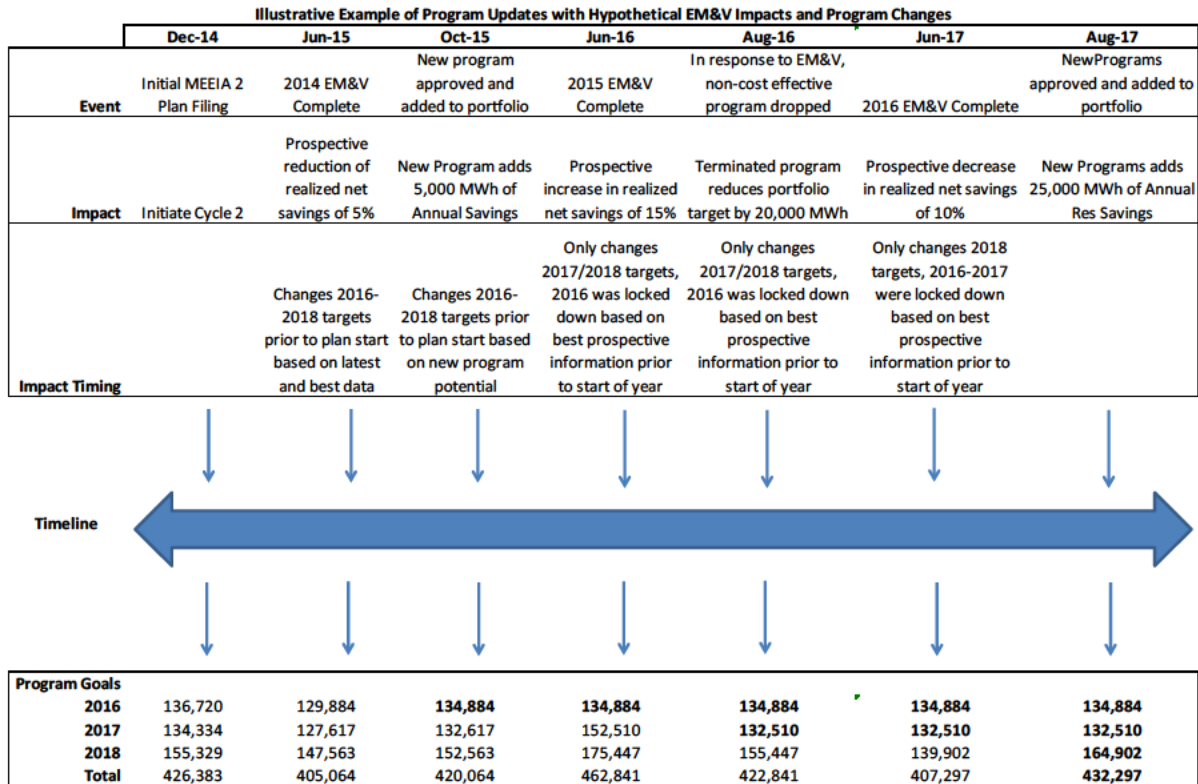 Illustrative Example of Program Updates with Hypothetical EM&V Impacts and Program Changes
Dec-14 Jun-15 Oct-15 Jun-16 Aug-16 Jun-17 Aug-17
Event
Initial MEEIA 2
Plan Filing
2014 EM&V
Complete
New program
approved and
added to portfolio
2015 EM&V
Complete
In response to EM&V,
non-cost effective
program dropped
2016 EM&V Complete
NewPrograms
approved and added to
portfolio
Impact
Initiate Cycle 2
Prospective
reduction of
realized net
savings of 5%
New Program adds
5,000 MWh of
Annual Savings
Prospective
increase in realized
net savings of 15%
Terminated program
reduces portfolio
target by 20,000 MWh
Prospective decrease
in realized net savings
of 10%
New Programs adds
25,000 MWh of Annual
Res Savings
Impact Timing
Changes 2016-
2018 targets
prior to plan start
based on latest
and best data
Changes 2016-
2018 targets prior
to plan start based
on new program
potential
Only changes
2017/2018 targets,
2016 was locked
down based on
best prospective
information prior
to start of year
Only changes
2017/2018 targets,
2016 was locked down
based on best
prospective
information prior to
start of year
Only changes 2018
targets, 2016-2017
were locked down
based on best
prospective
information prior to
start of year
Timeline
Program Goals
2016 136,720 129,884 134,884 134,884 134,884 134,884 134,884
2017 134,334 127,617 132,617 152,510 132,510 132,510 132,510
2018 155,329 147,563 152,563 175,447 155,447 139,902 164,902
Total 426,383 405,064 420,064 462,841 422,841 407,297 432,297